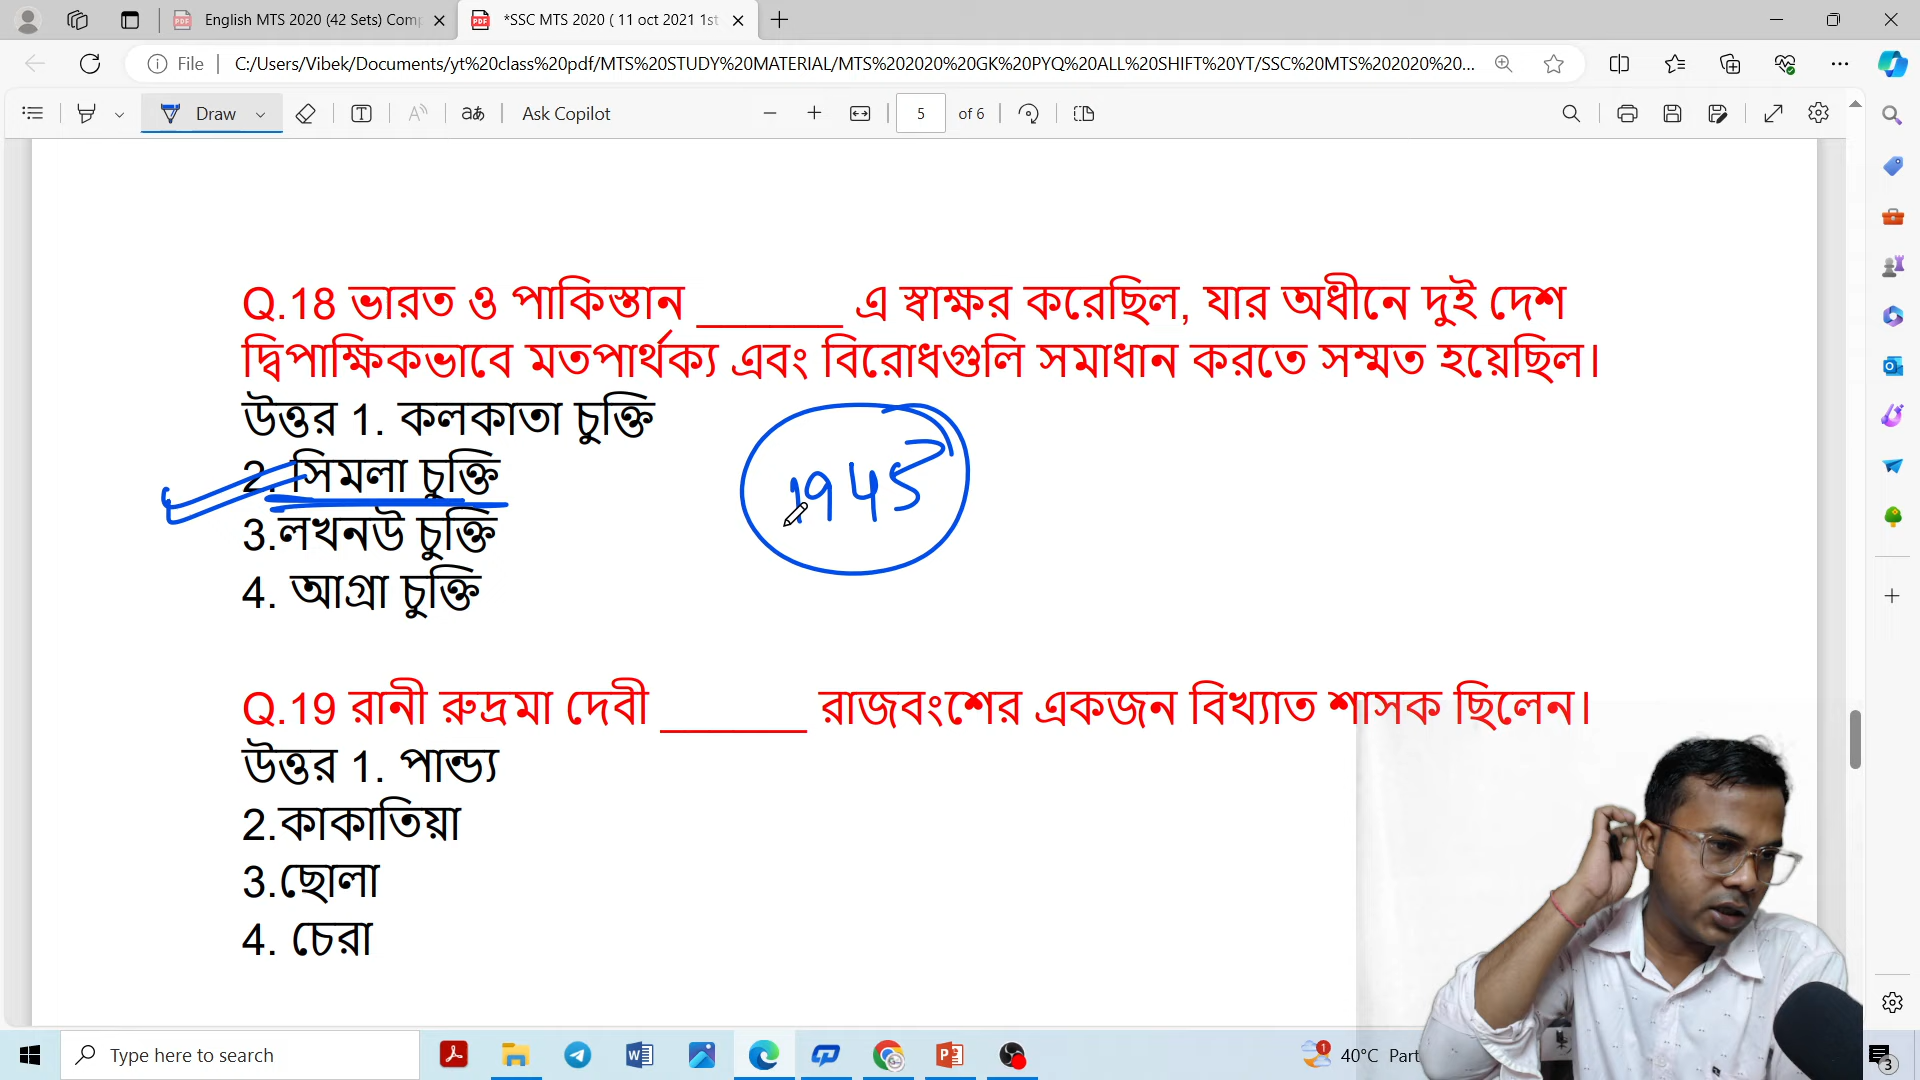 English MTS 2020 (42 Sets) Comp
*SSC MTS 2020 ( 11 oct 2021 1st
File
C:/Users/Vibek/Documents/yt%20class%20pdf/MTS%20STUDY%20MATERIAL/MTS%202020%20GK%20PYQ%20ALL%20SHIFT%20YT/SSC%20MTS%202020%20...
Draw
aあ
Ask Copilot
5 of 6
Q.18 ভারত ও পাকিস্তান ______ এ স্বাক্ষর করেছিল, যার অধীনে দুই দেশ
দ্বিপাক্ষিকভাবে মতপার্থক্য এবং বিরোধগুলি সমাধান করতে সম্মত হয়েছিল।
উত্তর 1. কলকাতা চুক্তি
2. সিমলা চুক্তি
3.লখনউ চুক্তি
4. আগ্রা চুক্তি
1945
Q.19 রানী রুদ্রমা দেবী ______ রাজবংশের একজন বিখ্যাত শাসক ছিলেন।
উত্তর 1. পান্ড্য
2.কাকাতিয়া
3.ছোলা
4. চেরা
Type here to search
1
40°C Part
3